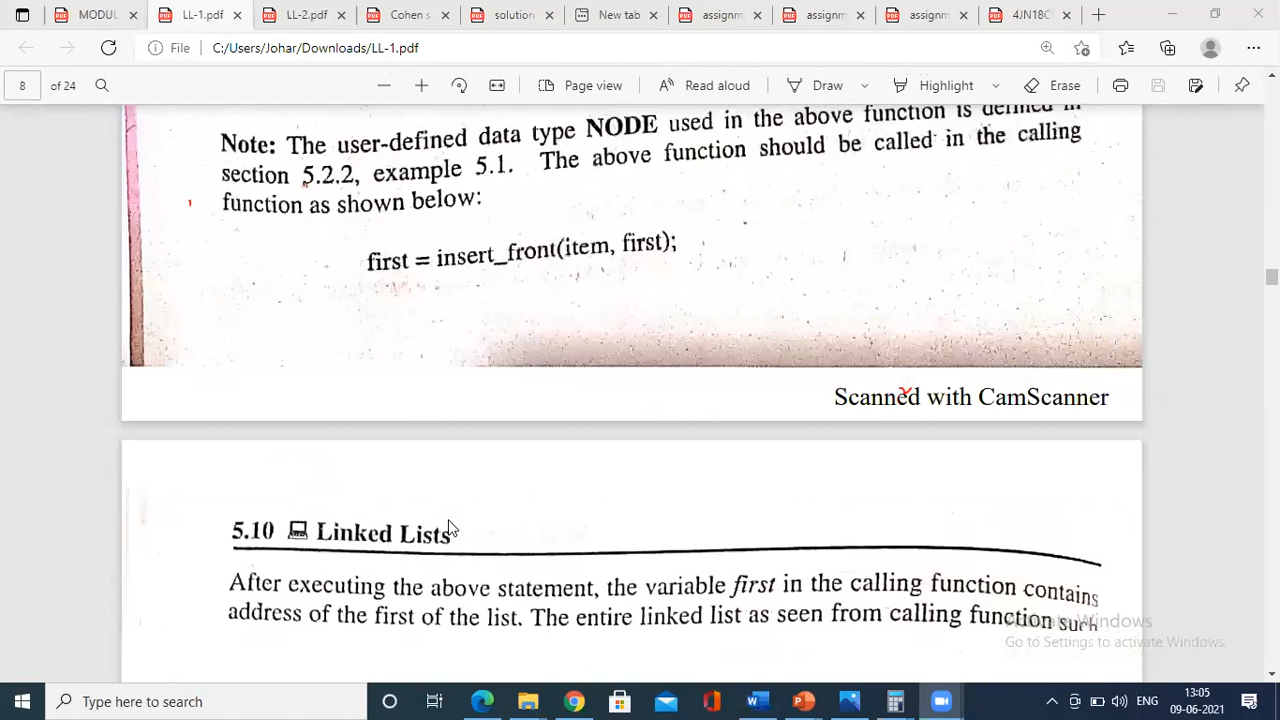 MODUL
LL-1.pdf
LL-2.pdf
Cohen s
solution
New tab
assignm
assignm
assignm
4JN18C
File
C:/Users/Johar/Downloads/LL-1.pdf
8
of 24
Page view
Read aloud
Draw
Highlight
Erase
Note: The user-defined data type NODE used in the above function is defined in
section 5.2.2, example 5.1. The above function should be called in the calling
function as shown below:
first = insert_front(item, first);
Scanned with CamScanner
5.10 Linked Lists
After executing the above statement, the variable first in the calling function contains
address of the first of the list. The entire linked list as seen from calling function such
Activate Windows
Go to Settings to activate Windows.
Type here to search
ENG
13:05
09-06-2021